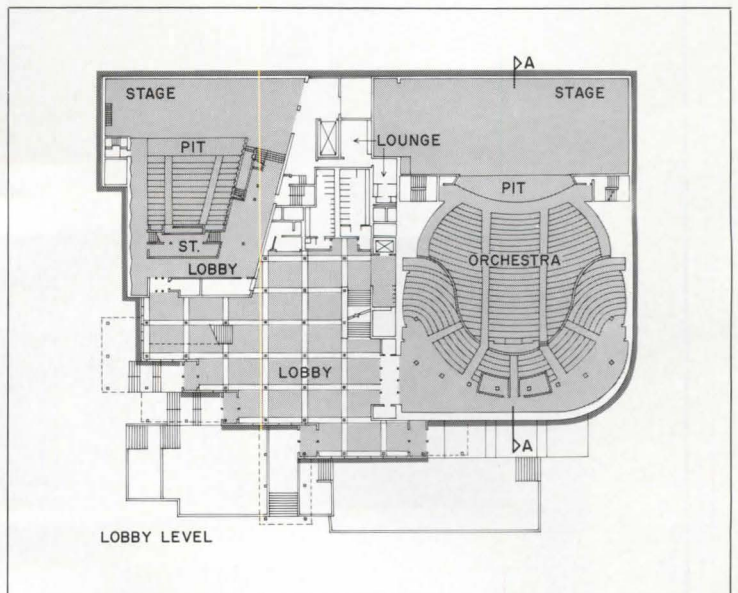 A
STAGE
STAGE
LOUNGE
PIT
PIT
ST.
ORCHESTRA
LOBBY
LOBBY
A
LOBBY LEVEL